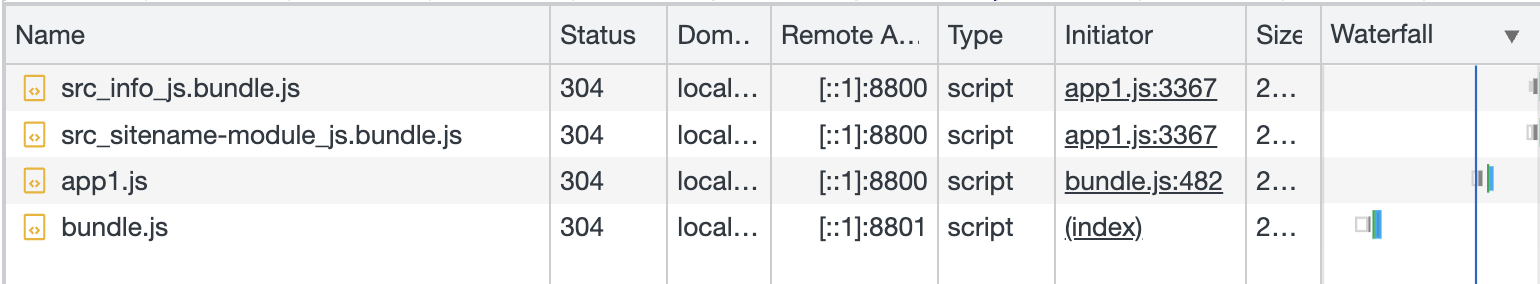 Name Status Dom.. Remote A... Type Initiator Size Waterfall ▼
src_info_js.bundle.js 304 local... [::1]:8800 script app1.js:3367 2...
src_sitename-module_js.bundle.js 304 local... [::1]:8800 script app1.js:3367 2...
app1.js 304 local... [::1]:8800 script bundle.js:482 2...
bundle.js 304 local... [::1]:8801 script (index) 2...